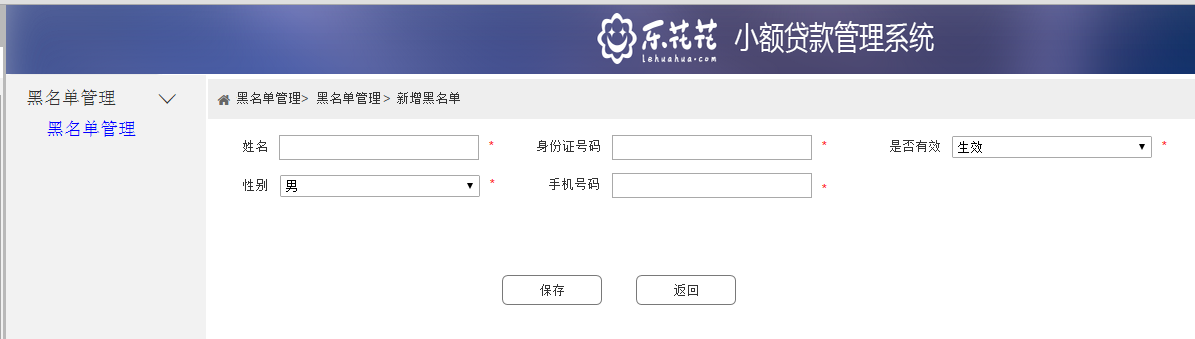 乐花花 小额贷款管理系统
lehuahua.com
黑名单管理
黑名单管理
黑名单管理> 黑名单管理> 新增黑名单
姓名 * 身份证号码 * 是否有效 生效 *
性别 男 * 手机号码 *
保存 返回